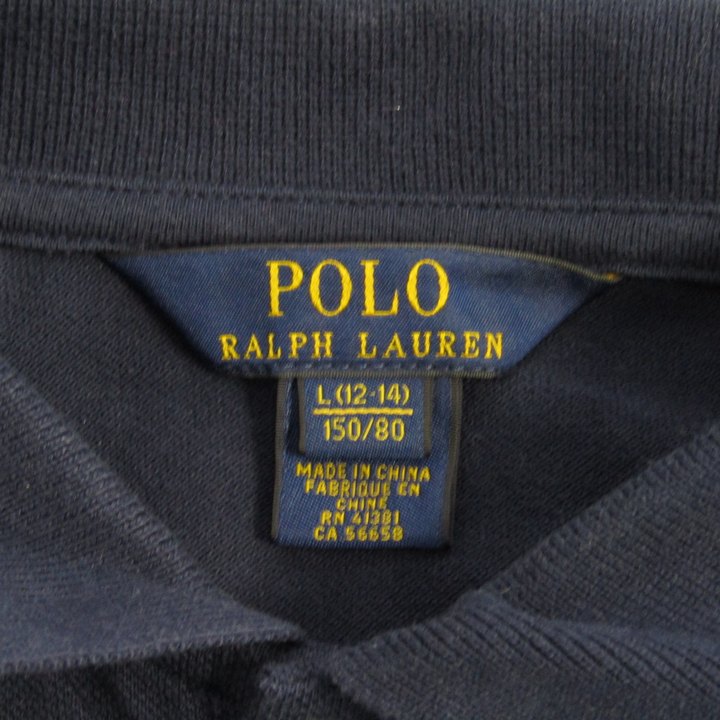 POLO
RALPH LAUREN
L (12-14)
150/80
MADE IN CHINA
FABRIQUE EN
CHINE
RN 41381
CA 56658